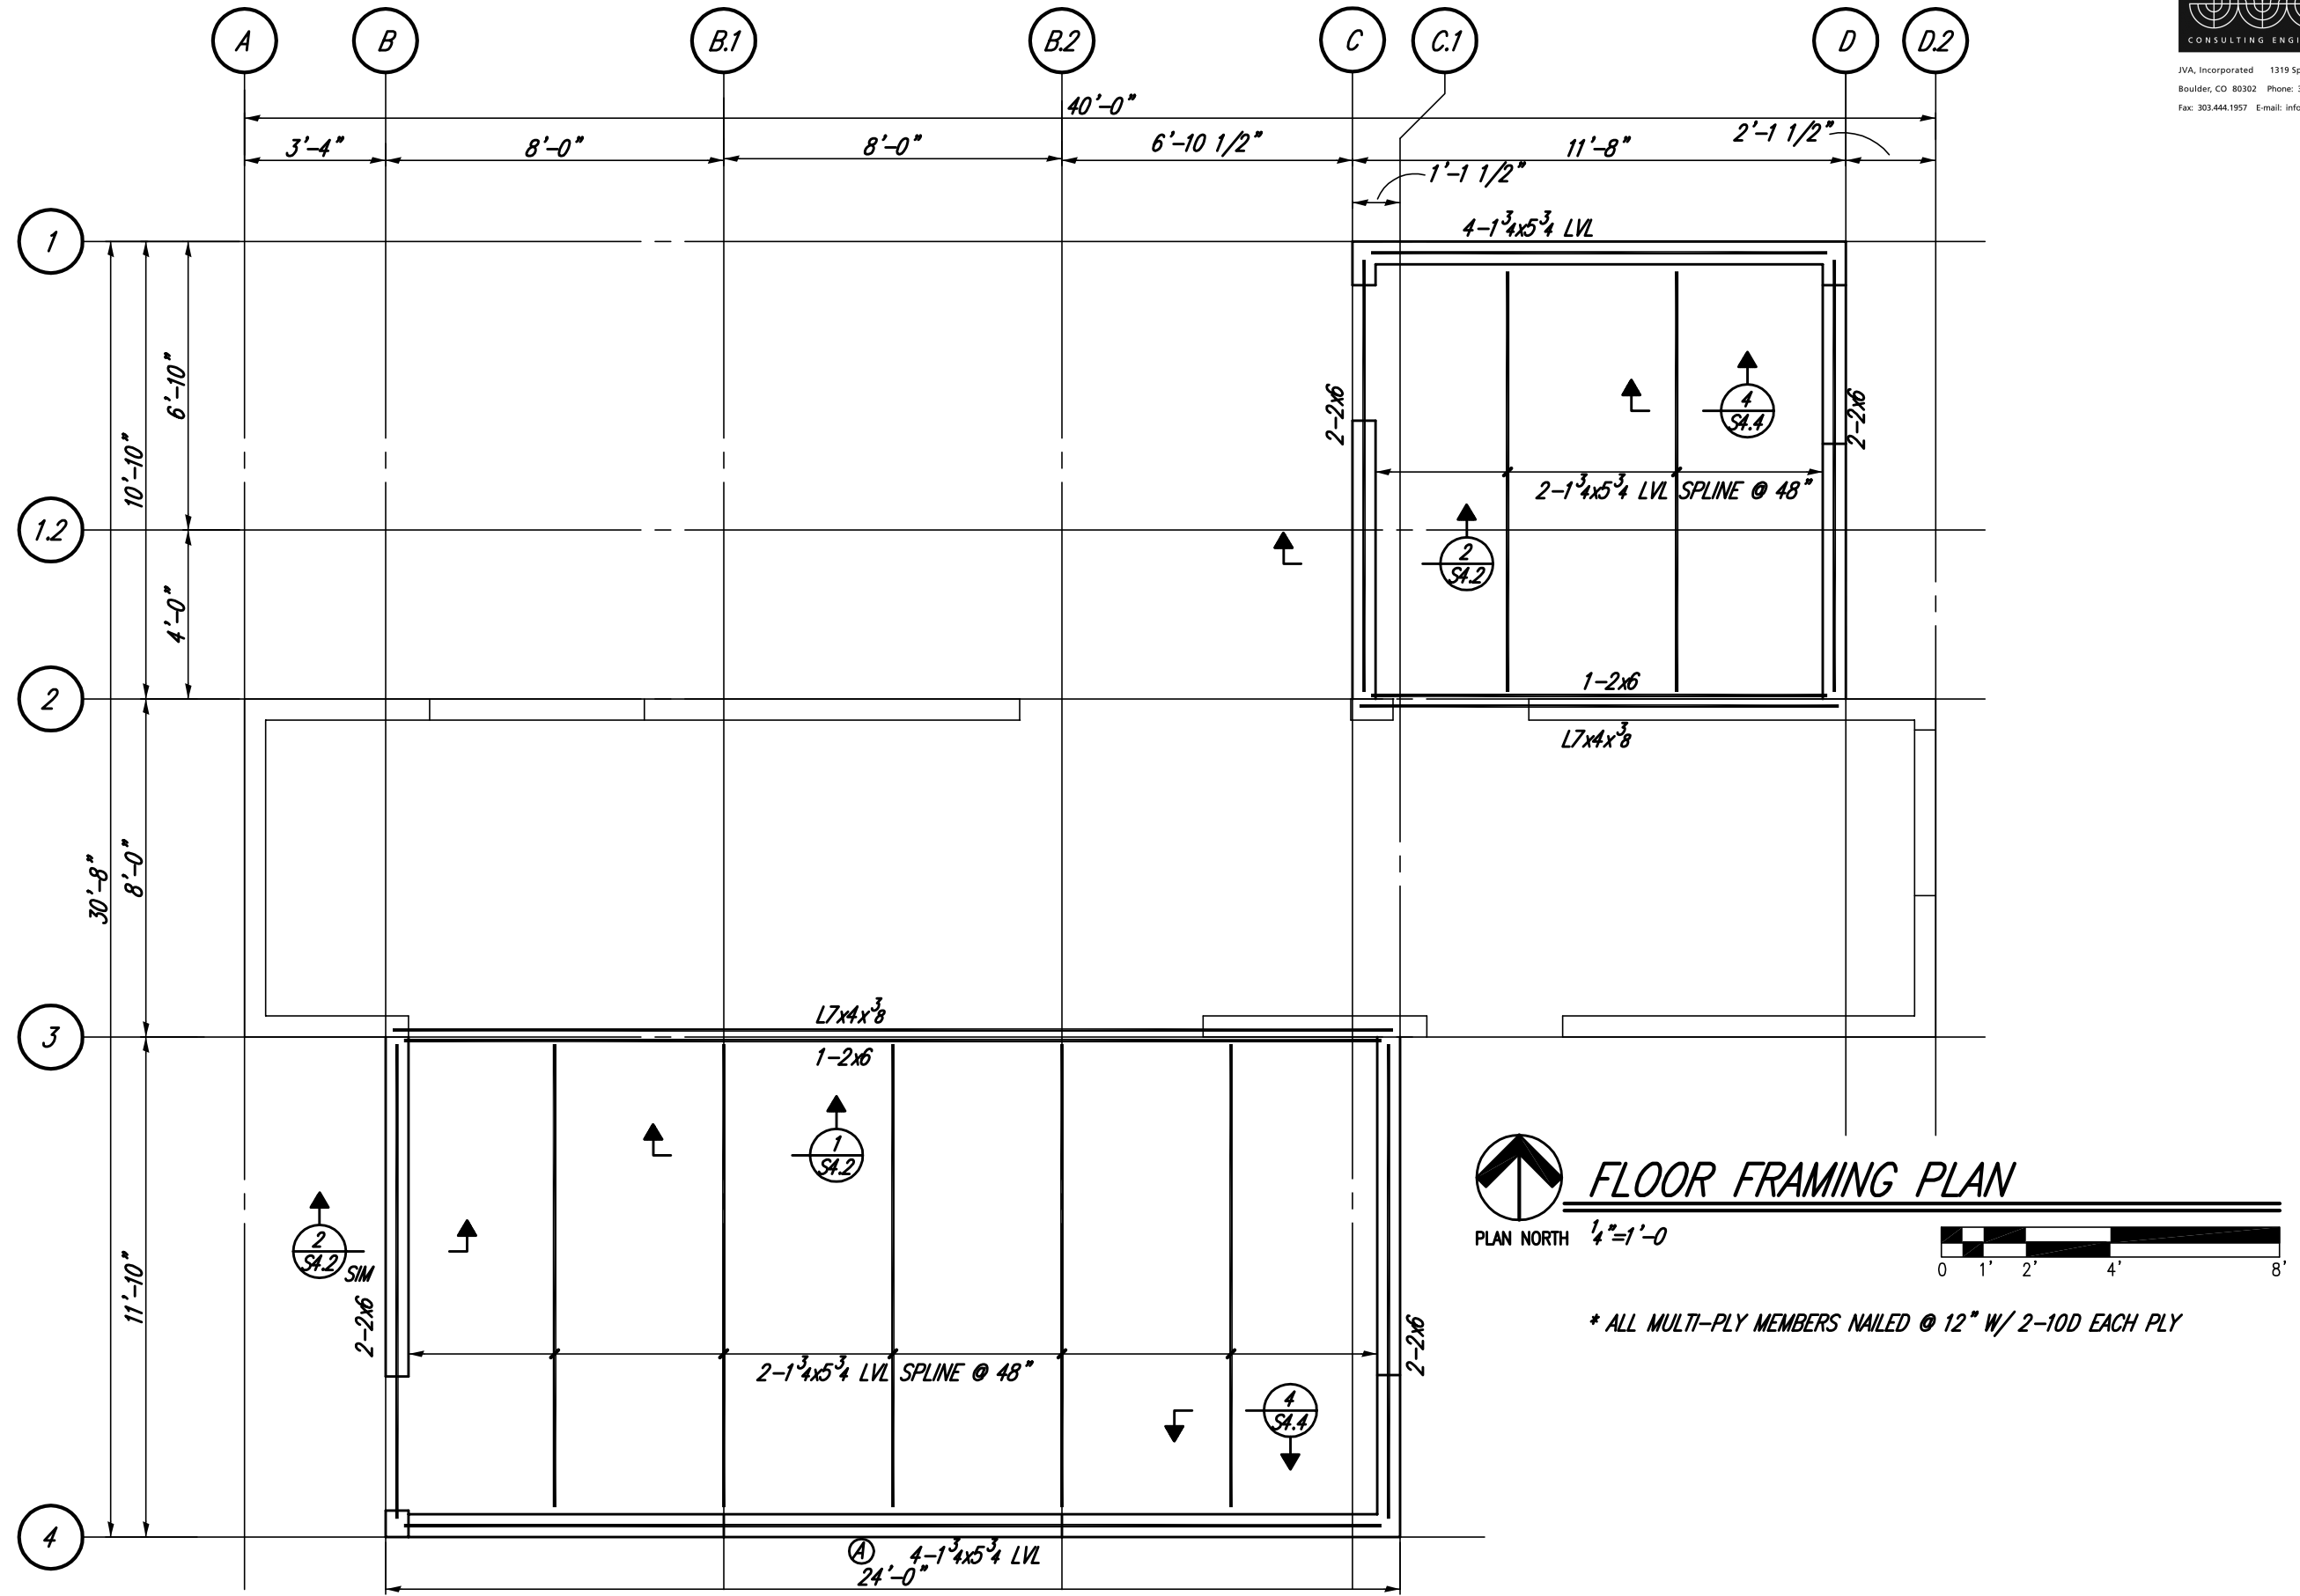 A B B.1 B.2 C C.1 D D.2
CONSULTING ENGI
JVA, Incorporated 1319 Sp
Boulder, CO 80302 Phone: 3
Fax: 303.444.1957 E-mail: info
40'-0"
3'-4" 8'-0" 8'-0" 6'-10 1/2" 11'-8" 2'-1 1/2"
1'-1 1/2"
1
4-1 3/4x5 3/4 LVL
6'-10"
10'-10"
2-2x6
4
S4.4
2-2x6
2-1 3/4x5 3/4 LVL SPLINE @ 48"
1.2
2
S4.2
4'-0"
1-2x6
2
L7x4x 3/8
8'-0"
30'-8"
L7x4x 3/8
3
1-2x6
1
S4.2
2
S4.2
SIM
11'-10"
2-2x6
2-2x6
2-1 3/4x5 3/4 LVL SPLINE @ 48"
4
S4.4
FLOOR FRAMING PLAN
PLAN NORTH
1/4"=1'-0
0 1' 2' 4' 8'
* ALL MULTI-PLY MEMBERS NAILED @ 12" W/ 2-10D EACH PLY
4
A 4-1 3/4x5 3/4 LVL
24'-0"